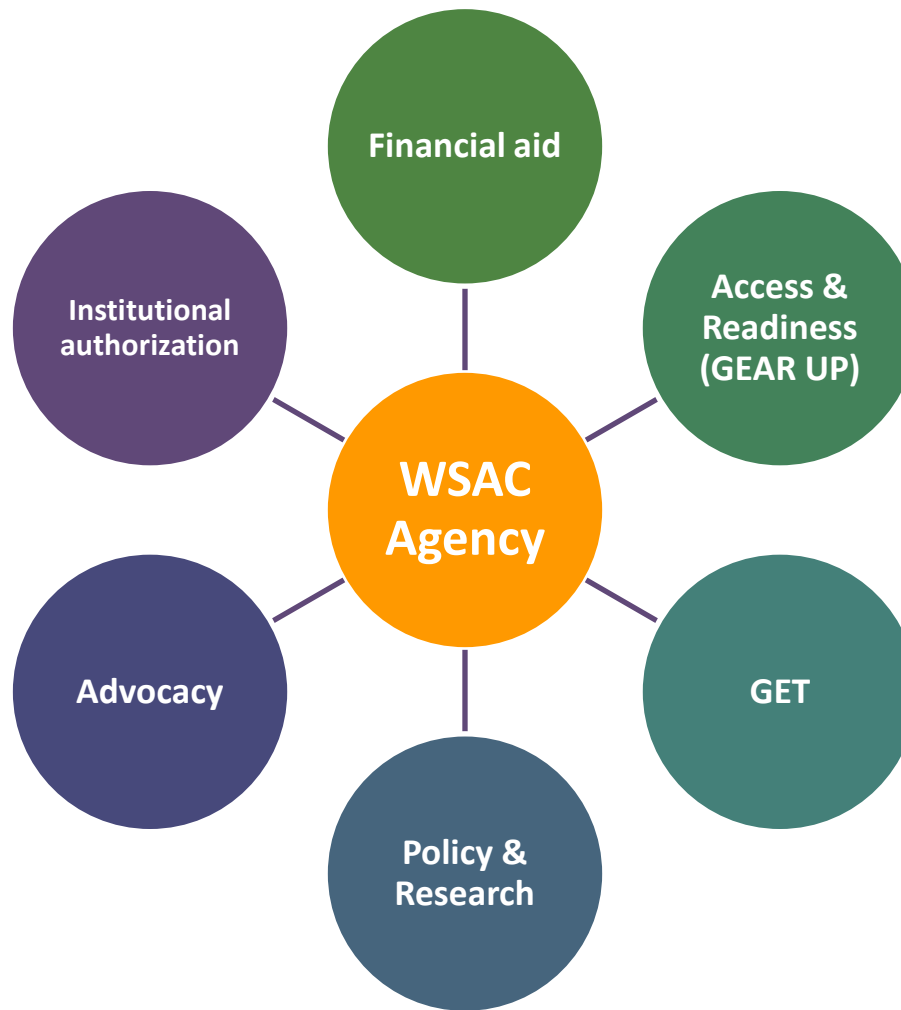 Financial aid
Access &
Readiness
(GEAR UP)
GET
Policy &
Research
Advocacy
Institutional
authorization
WSAC
Agency